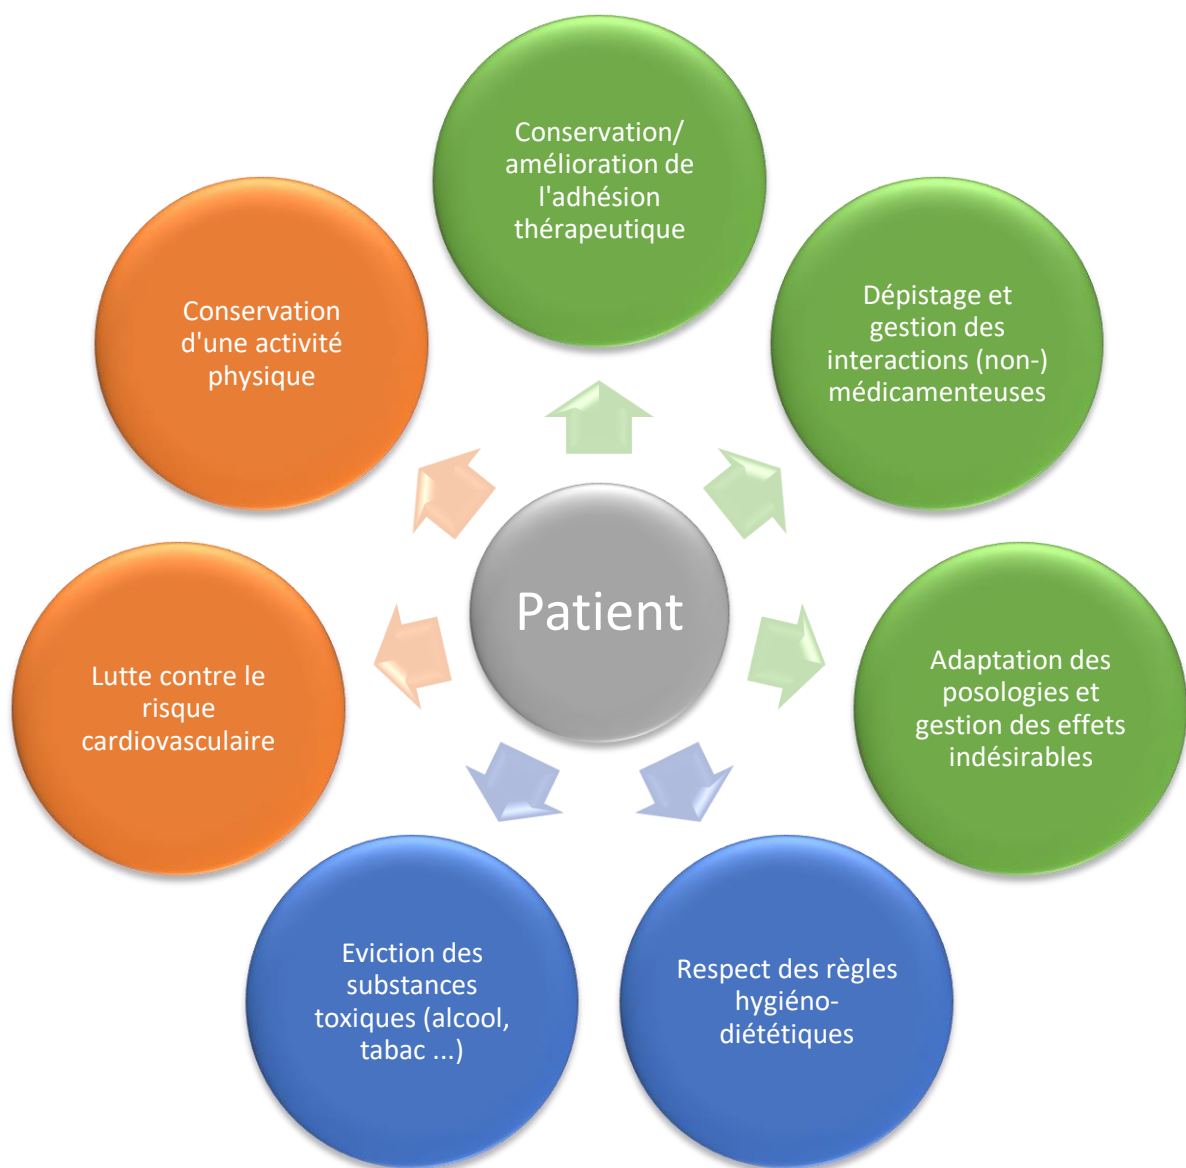 Conservation/
amélioration de
l'adhésion
thérapeutique
Dépistage et
gestion des
interactions (non-)
médicamenteuses
Adaptation des
posologies et
gestion des effets
indésirables
Respect des règles
hygiéno-
diététiques
Eviction des
substances
toxiques (alcool,
tabac ...)
Lutte contre le
risque
cardiovasculaire
Conservation
d'une activité
physique
Patient